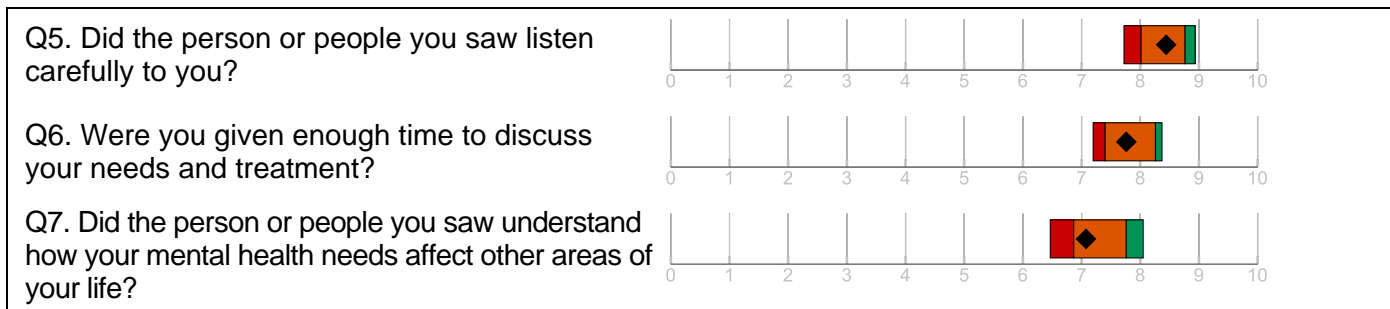 Q5. Did the person or people you saw listen
carefully to you?
0 1 2 3 4 5 6 7 8 9 10
Q6. Were you given enough time to discuss
your needs and treatment?
0 1 2 3 4 5 6 7 8 9 10
Q7. Did the person or people you saw understand
how your mental health needs affect other areas of
your life?
0 1 2 3 4 5 6 7 8 9 10